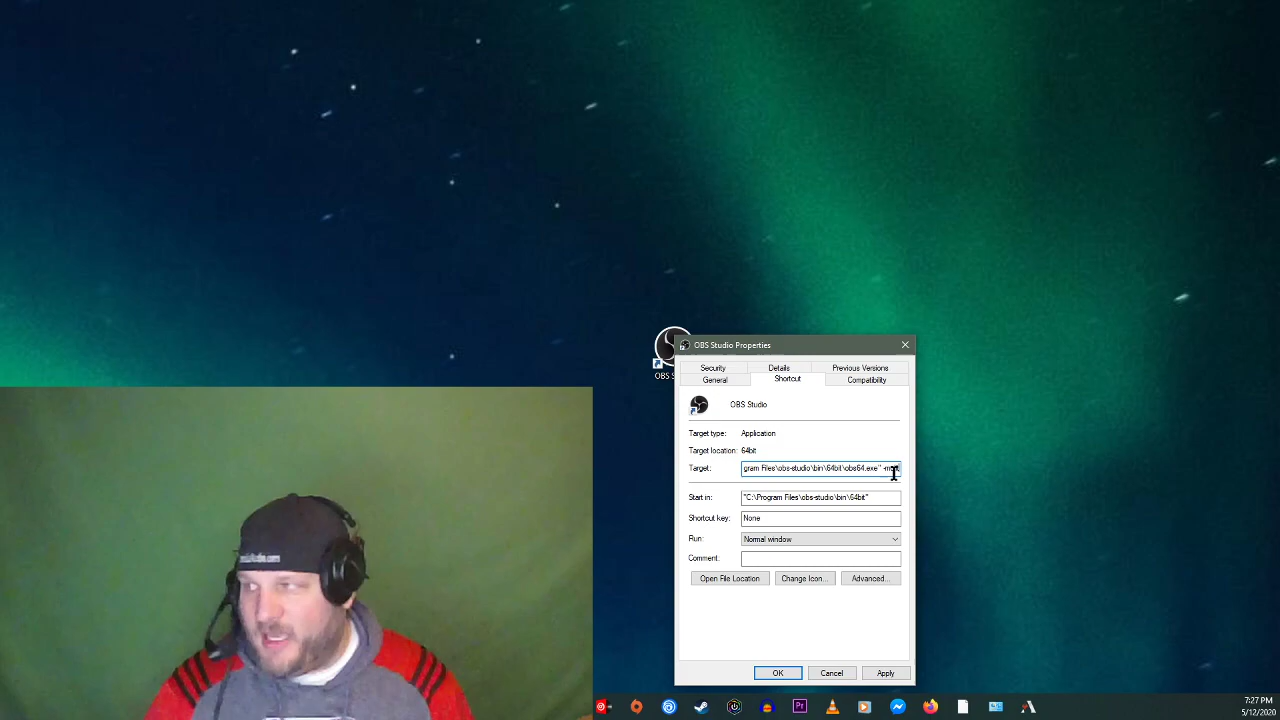 OBS Studio Properties
Security
Details
Previous Versions
General
Shortcut
Compatibility
OBS Studio
Target type:
Application
Target location:
64bit
Target:
gram Files\obs-studio\bin\64bit\obs64.exe"
Start in:
"C:\Program Files\obs-studio\bin\64bit"
Shortcut key:
None
Run:
Normal window
Comment:
Open File Location
Change Icon...
Advanced...
OK
Cancel
Apply
OBS S
Pr
7:27 PM
5/12/2020